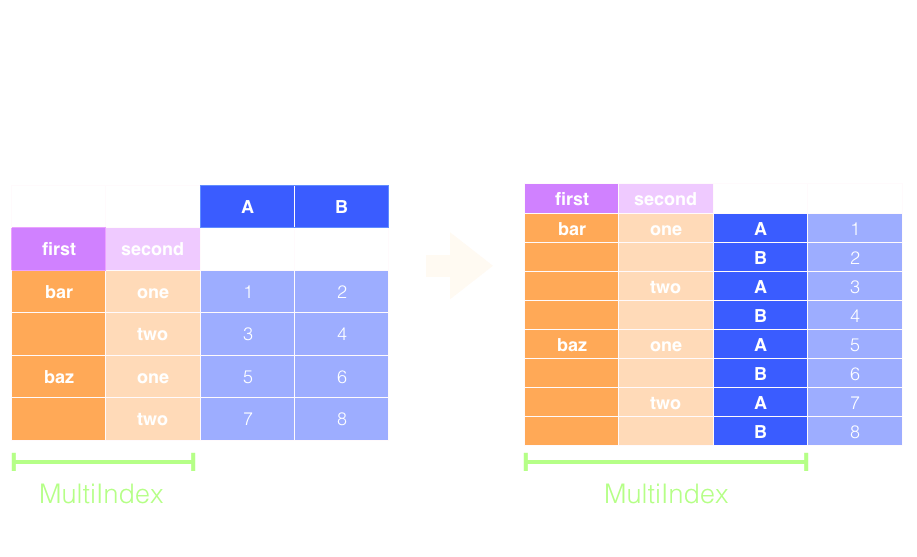 A B
first second
bar one 1 2
two 3 4
baz one 5 6
two 7 8
MultiIndex
first second
bar one A 1
B 2
two A 3
B 4
baz one A 5
B 6
two A 7
B 8
MultiIndex